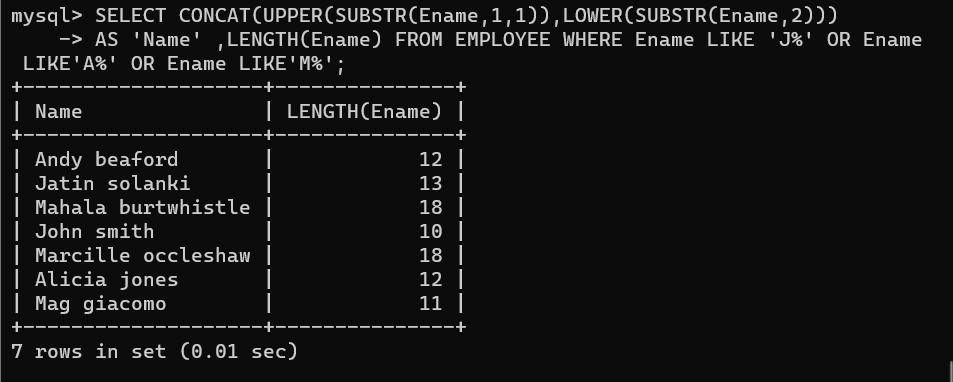 mysql> SELECT CONCAT(UPPER(SUBSTR(Ename,1,1)),LOWER(SUBSTR(Ename,2)))
    -> AS 'Name' ,LENGTH(Ename) FROM EMPLOYEE WHERE Ename LIKE 'J%' OR Ename
 LIKE'A%' OR Ename LIKE'M%';
+--------------------+---------------+
| Name               | LENGTH(Ename) |
+--------------------+---------------+
| Andy beaford       |            12 |
| Jatin solanki      |            13 |
| Mahala burtwhistle |            18 |
| John smith         |            10 |
| Marcille occleshaw |            18 |
| Alicia jones       |            12 |
| Mag giacomo        |            11 |
+--------------------+---------------+
7 rows in set (0.01 sec)